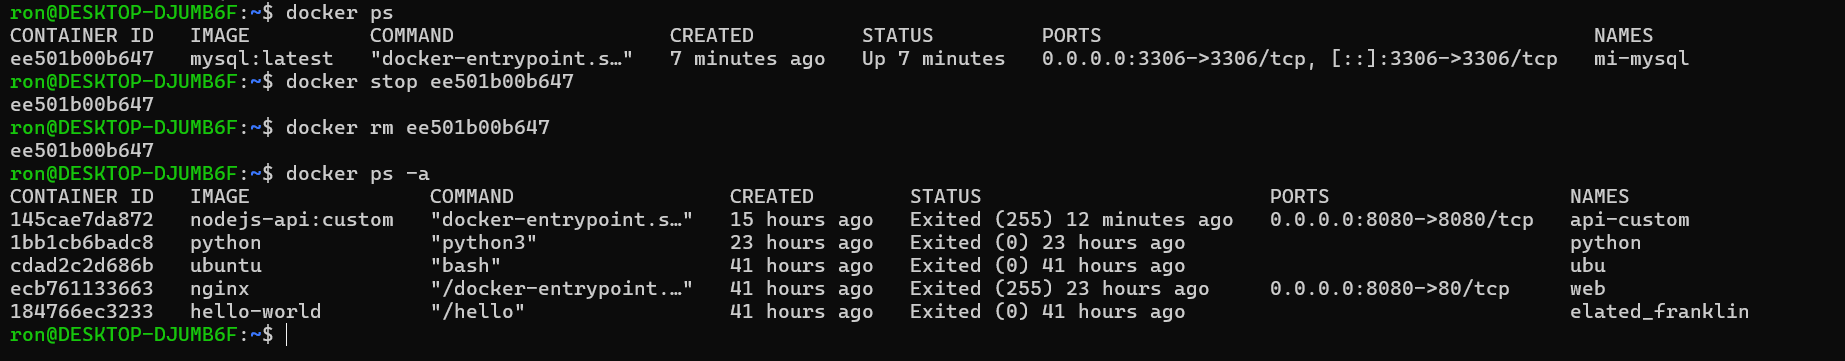 ron@DESKTOP-DJUMB6F:~$ docker ps
CONTAINER ID   IMAGE          COMMAND                  CREATED         STATUS         PORTS                                         NAMES
ee501b00b647   mysql:latest   "docker-entrypoint.s…"   7 minutes ago   Up 7 minutes   0.0.0.0:3306->3306/tcp, [::]:3306->3306/tcp   mi-mysql
ron@DESKTOP-DJUMB6F:~$ docker stop ee501b00b647
ee501b00b647
ron@DESKTOP-DJUMB6F:~$ docker rm ee501b00b647
ee501b00b647
ron@DESKTOP-DJUMB6F:~$ docker ps -a
CONTAINER ID   IMAGE               COMMAND                  CREATED        STATUS                        PORTS                    NAMES
145cae7da872   nodejs-api:custom   "docker-entrypoint.s…"   15 hours ago   Exited (255) 12 minutes ago   0.0.0.0:8080->8080/tcp   api-custom
1bb1cb6badc8   python              "python3"                23 hours ago   Exited (0) 23 hours ago                                python
cdad2c2d686b   ubuntu              "bash"                   41 hours ago   Exited (0) 41 hours ago                                ubu
ecb761133663   nginx               "/docker-entrypoint.…"   41 hours ago   Exited (255) 23 hours ago     0.0.0.0:8080->80/tcp     web
184766ec3233   hello-world         "/hello"                 41 hours ago   Exited (0) 41 hours ago                                elated_franklin
ron@DESKTOP-DJUMB6F:~$